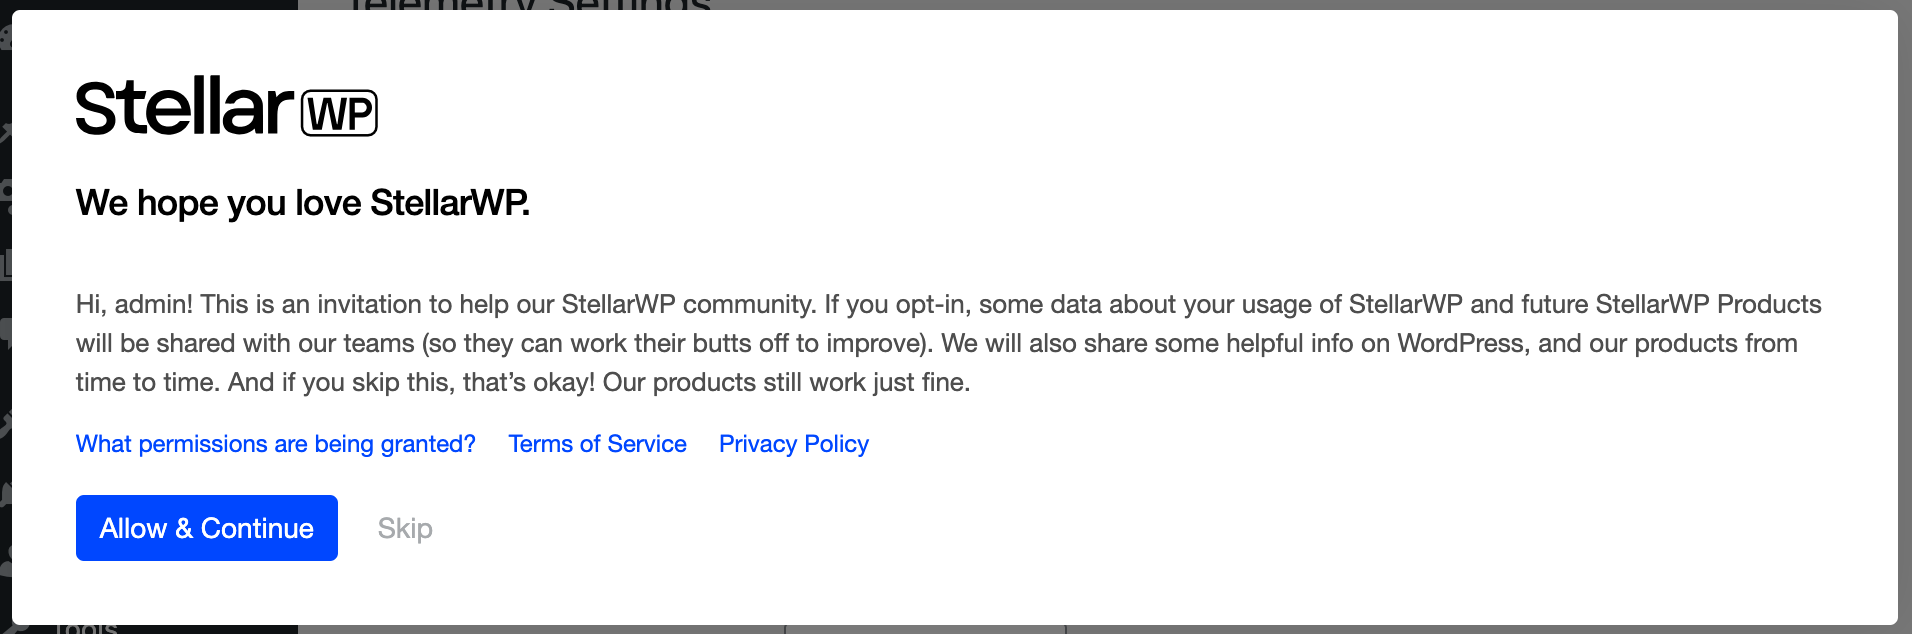 Telemetry Settings
Stellar WP
We hope you love StellarWP.
Hi, admin! This is an invitation to help our StellarWP community. If you opt-in, some data about your usage of StellarWP and future StellarWP Products
will be shared with our teams (so they can work their butts off to improve). We will also share some helpful info on WordPress, and our products from
time to time. And if you skip this, that’s okay! Our products still work just fine.
What permissions are being granted? Terms of Service Privacy Policy
Allow & Continue Skip
Tools